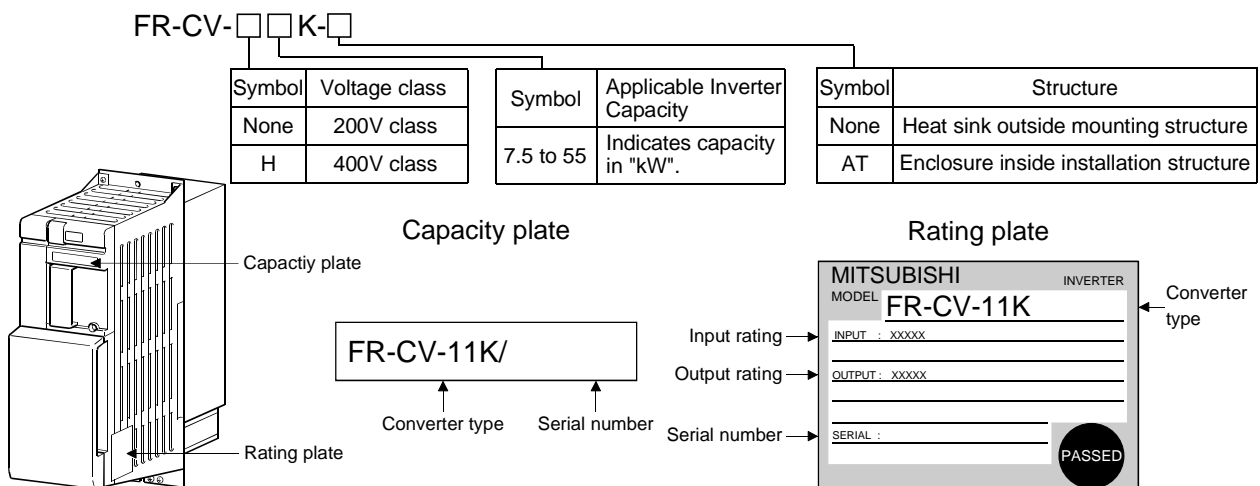 FR-CV-□ □ K-□
Symbol Voltage class
None 200V class
H 400V class
Symbol Applicable Inverter
Capacity
7.5 to 55 Indicates capacity
in "kW".
Symbol Structure
None Heat sink outside mounting structure
AT Enclosure inside installation structure
Capactiy plate
Rating plate
Capacity plate
FR-CV-11K/
Converter type Serial number
Rating plate
MITSUBISHI INVERTER
MODEL FR-CV-11K
INPUT : XXXXX
OUTPUT : XXXXX
SERIAL :
PASSED
Input rating
Output rating
Serial number
Converter
type